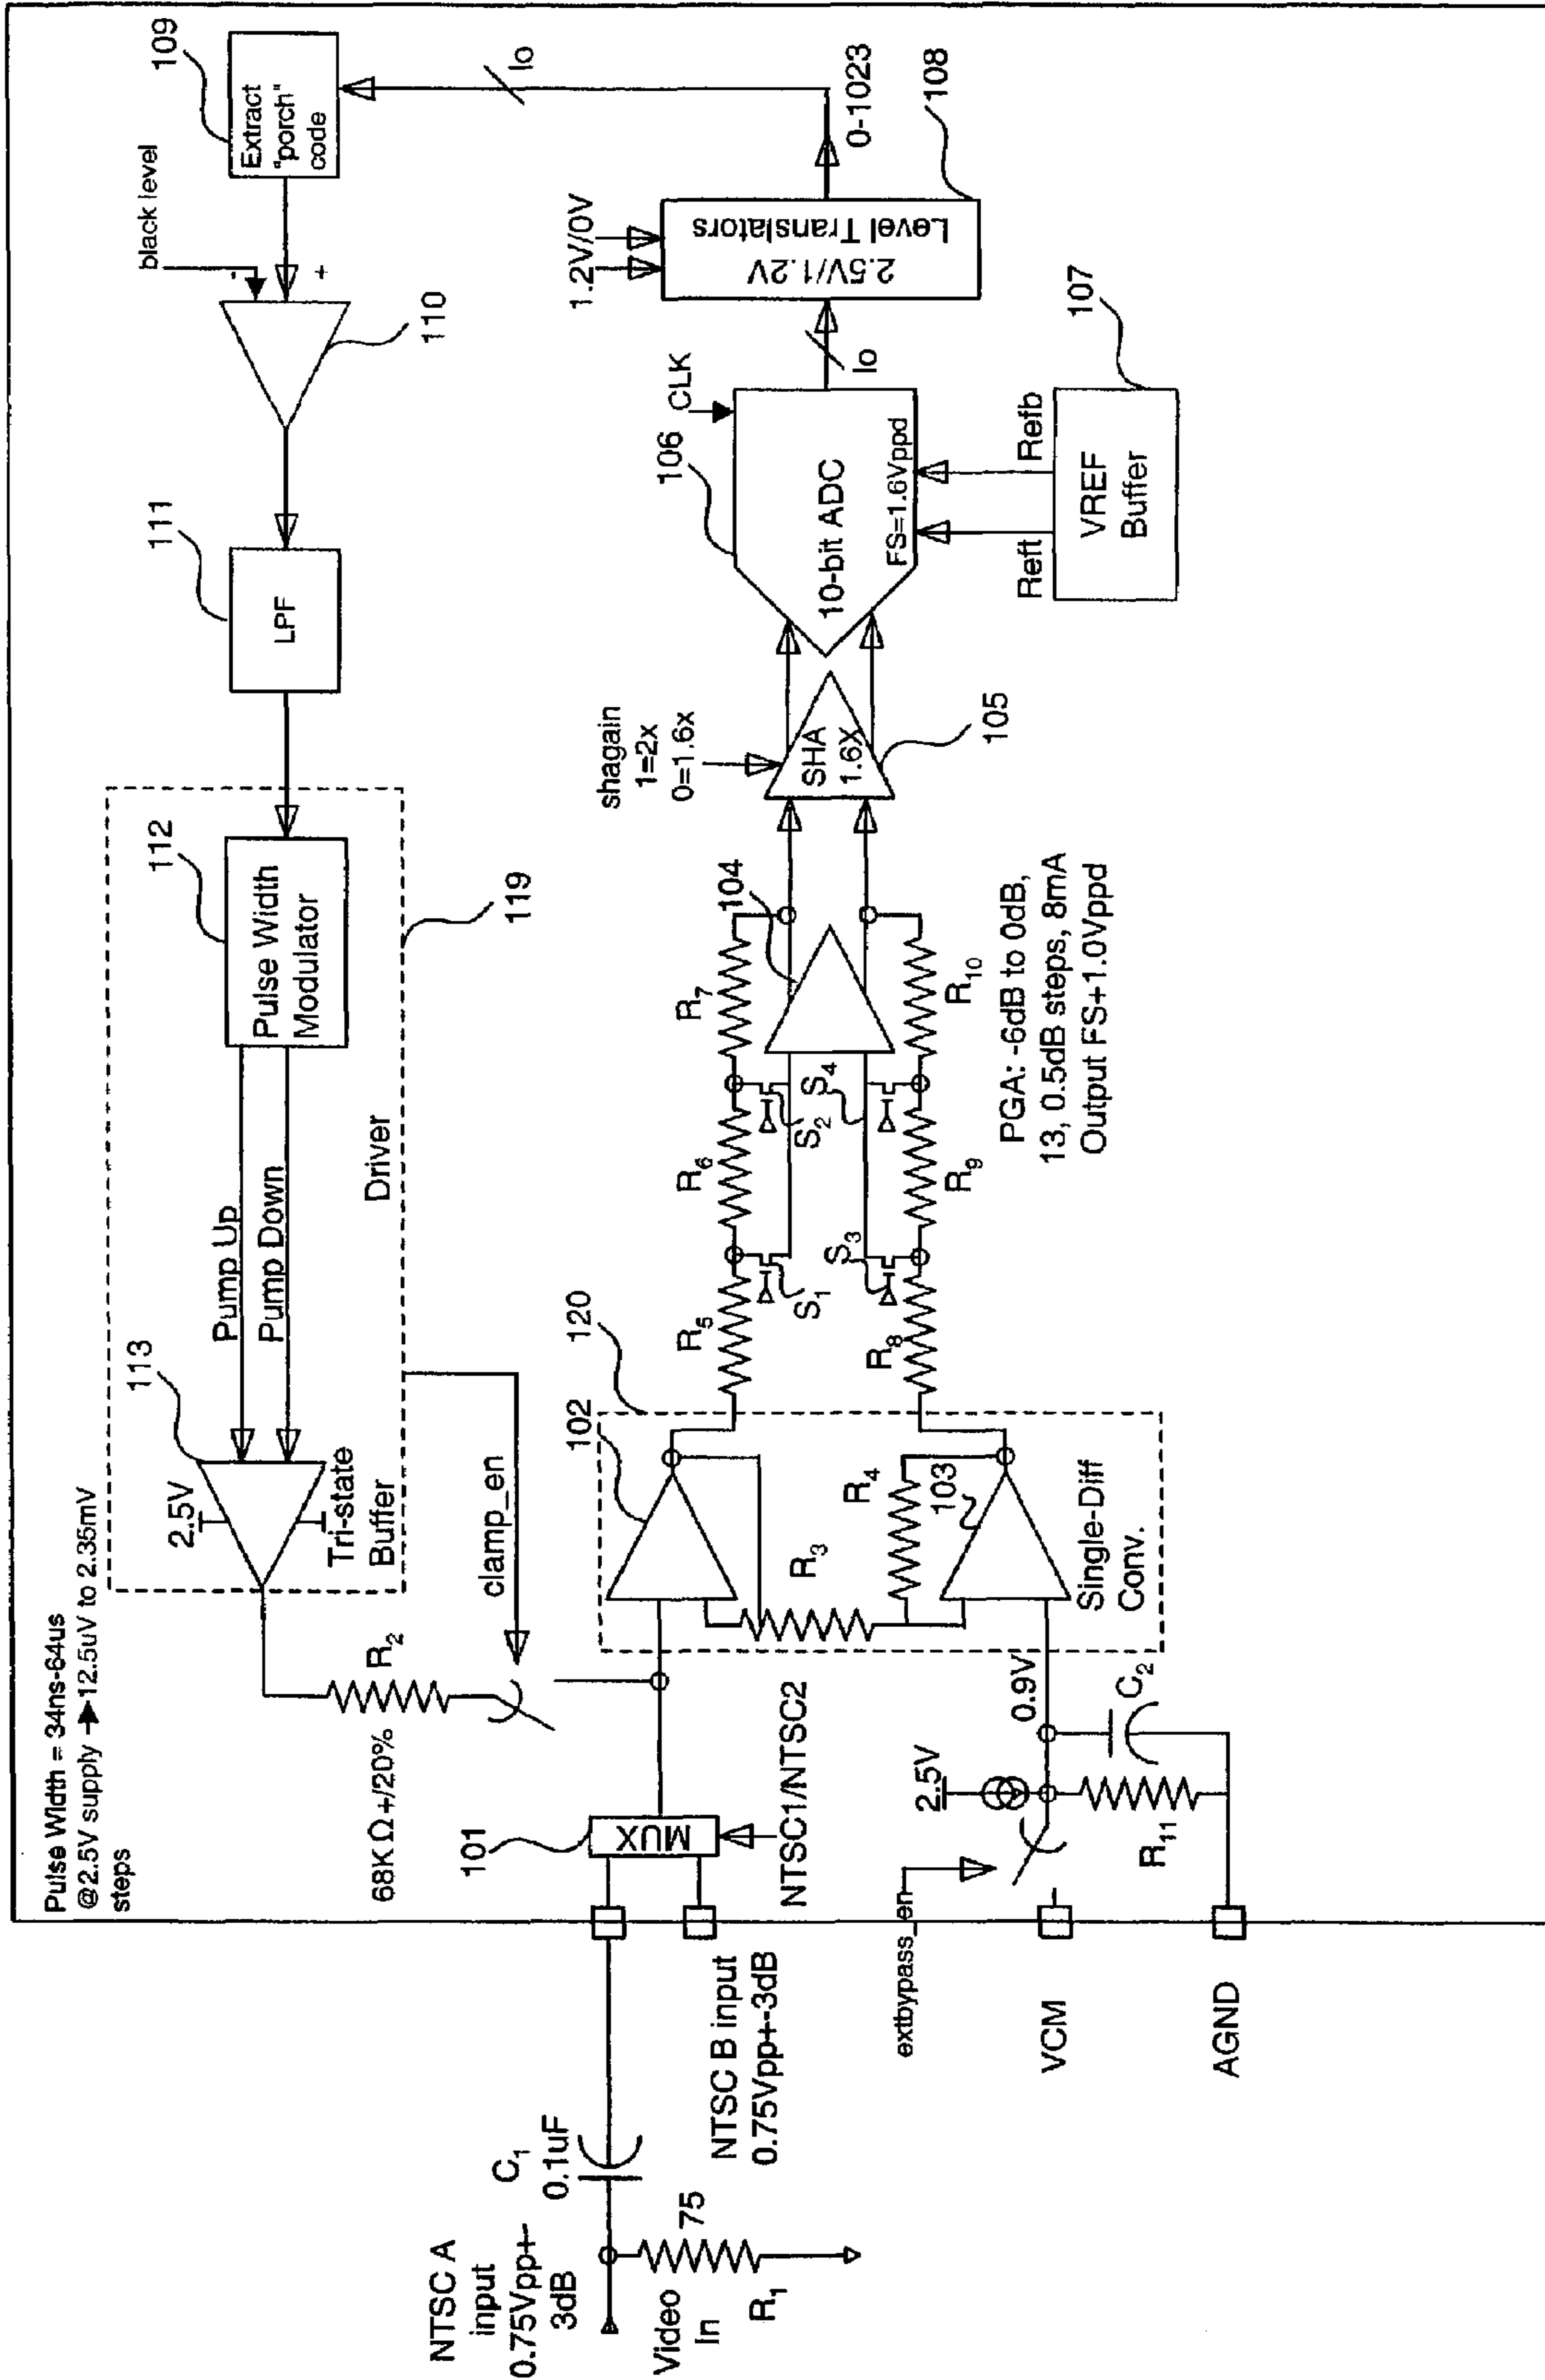 Pulse Width = 34ns-64us
@2.5V supply → 12.5uV to 2.35mV
steps
109
Extract
"porch"
code
black level
-
+
110
111
LPF
112
Pulse Width
Modulator
119
Pump Up
Pump Down
Driver
113
2.5V
Tri-state
Buffer
clamp_en
R2
68KΩ+/20%
Io
0-1023
108
1.2V/0V
2.5V/1.2V
Level Translators
Io
CLK
106
10-bit ADC
FS=1.6Vppd
Reft
Refb
107
VREF
Buffer
shagain
1=2x
0=1.6x
SHA
1.6X
105
104
R7
R10
S4
S2
R6
R9
S3
S1
R5
R8
PGA: -6dB to 0dB,
13, 0.5dB steps, 8mA
Output FS+1.0Vppd
120
102
R3
R4
103
Single-Diff
Conv.
0.9V
C2
2.5V
R11
101
MUX
NTSC1/NTSC2
extbypass_en
VCM
AGND
NTSC B input
0.75Vpp+-3dB
C1
0.1uF
NTSC A
input
0.75Vpp+-
3dB
Video
In
75
R1